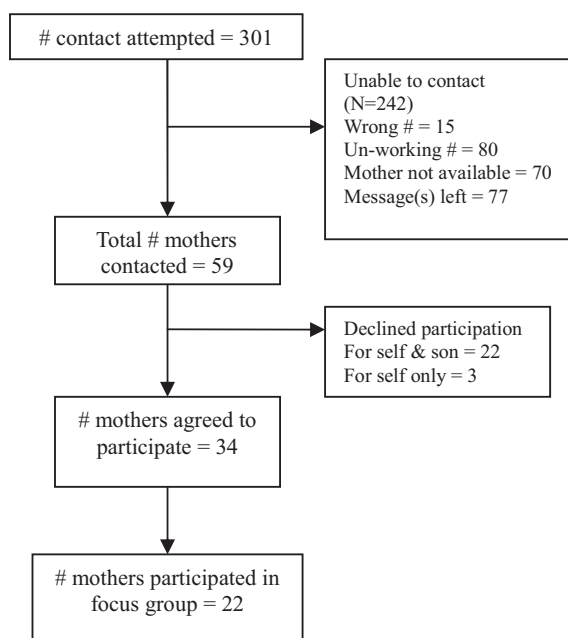 # contact attempted = 301
Unable to contact
(N=242)
Wrong # = 15
Un-working # = 80
Mother not available = 70
Message(s) left = 77
Total # mothers
contacted = 59
Declined participation
For self & son = 22
For self only = 3
# mothers agreed to
participate = 34
# mothers participated in
focus group = 22